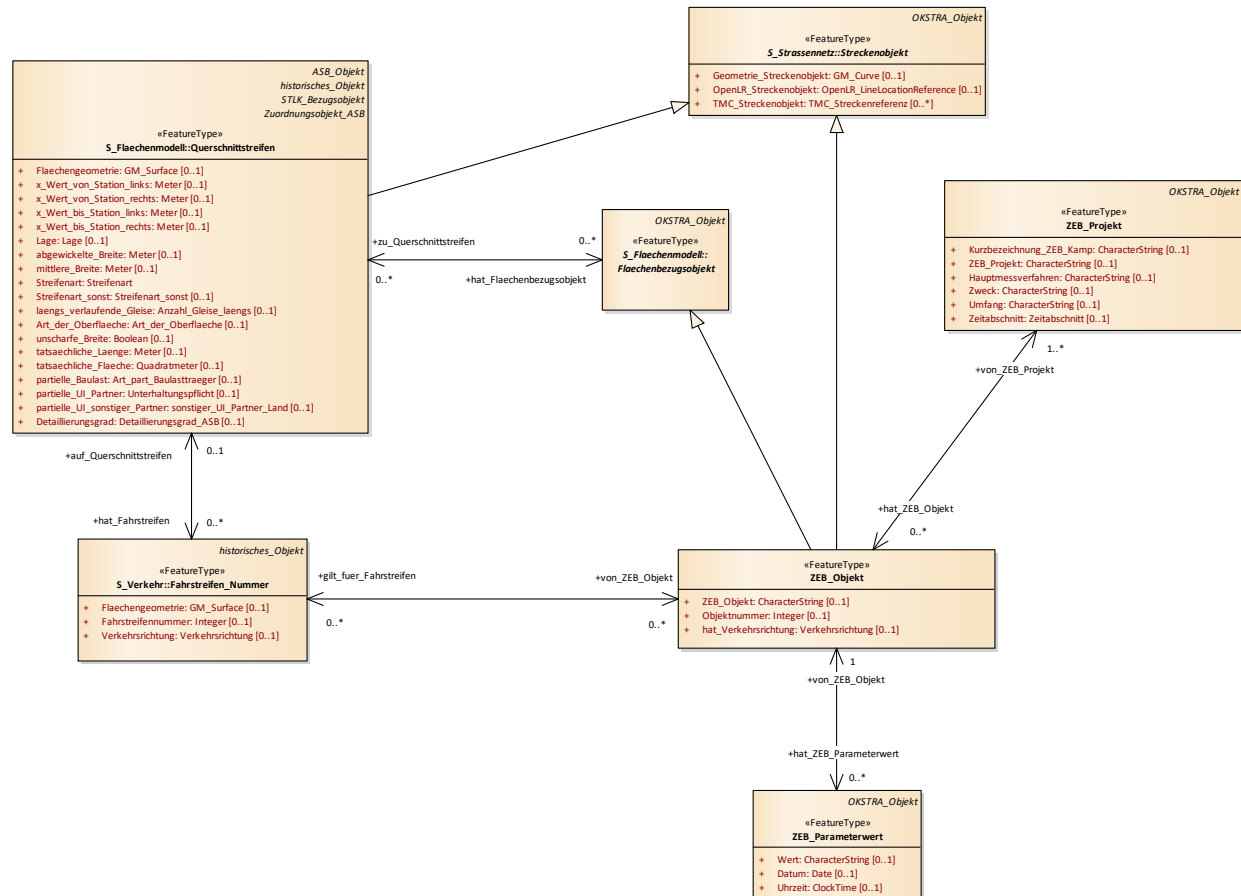 OKSTRA_Objekt
«FeatureType»
S_Strassennetz::Streckenobjekt
+ Geometrie_Streckenobjekt: GM_Curve [0..1]
+ OpenLR_Streckenobjekt: OpenLR_LineLocationReference [0..1]
+ TMC_Streckenobjekt: TMC_Streckenreferenz [0..*]
ASB_Objekt
historisches_Objekt
STLK_Bezugsobjekt
Zuordnungsobjekt_ASB
«FeatureType»
S_Flaechenmodell::Querschnittstreifen
+ Flaechengeometrie: GM_Surface [0..1]
+ x_Wert_von_Station_links: Meter [0..1]
+ x_Wert_von_Station_rechts: Meter [0..1]
+ x_Wert_bis_Station_links: Meter [0..1]
+ x_Wert_bis_Station_rechts: Meter [0..1]
+ Lage: Lage [0..1]
+ abgewickelte_Breite: Meter [0..1]
+ mittlere_Breite: Meter [0..1]
+ Streifenart: Streifenart
+ Streifenart_sonst: Streifenart_sonst [0..1]
+ laengs_verlaufende_Gleise: Anzahl_Gleise_laengs [0..1]
+ Art_der_Oberflaeche: Art_der_Oberflaeche [0..1]
+ unscharfe_Breite: Boolean [0..1]
+ tatsaechliche_Laenge: Meter [0..1]
+ tatsaechliche_Flaeche: Quadratmeter [0..1]
+ partielle_Baulast: Art_part_Baulasttraeger [0..1]
+ partielle_UI_Partner: Unterhaltungspflicht [0..1]
+ partielle_UI_sonstiger_Partner: sonstiger_UI_Partner_Land [0..1]
+ Detaillierungsgrad: Detaillierungsgrad_ASB [0..1]
+zu_Querschnittstreifen
0..*
0..*
+hat_Flaechenbezugsobjekt
OKSTRA_Objekt
«FeatureType»
S_Flaechenmodell::
Flaechenbezugsobjekt
OKSTRA_Objekt
«FeatureType»
ZEB_Projekt
+ Kurzbezeichnung_ZEB_Kamp: CharacterString [0..1]
+ ZEB_Projekt: CharacterString [0..1]
+ Hauptmessverfahren: CharacterString [0..1]
+ Zweck: CharacterString [0..1]
+ Umfang: CharacterString [0..1]
+ Zeitabschnitt: Zeitabschnitt [0..1]
1..*
+von_ZEB_Projekt
+hat_ZEB_Objekt
0..*
+auf_Querschnittstreifen
0..1
+hat_Fahrstreifen
0..*
historisches_Objekt
«FeatureType»
S_Verkehr::Fahrstreifen_Nummer
+ Flaechengeometrie: GM_Surface [0..1]
+ Fahrstreifennummer: Integer [0..1]
+ Verkehrsrichtung: Verkehrsrichtung [0..1]
+gilt_fuer_Fahrstreifen
0..*
+von_ZEB_Objekt
0..*
«FeatureType»
ZEB_Objekt
+ ZEB_Objekt: CharacterString [0..1]
+ Objektnummer: Integer [0..1]
+ hat_Verkehrsrichtung: Verkehrsrichtung [0..1]
1
+von_ZEB_Objekt
+hat_ZEB_Parameterwert
0..*
OKSTRA_Objekt
«FeatureType»
ZEB_Parameterwert
+ Wert: CharacterString [0..1]
+ Datum: Date [0..1]
+ Uhrzeit: ClockTime [0..1]